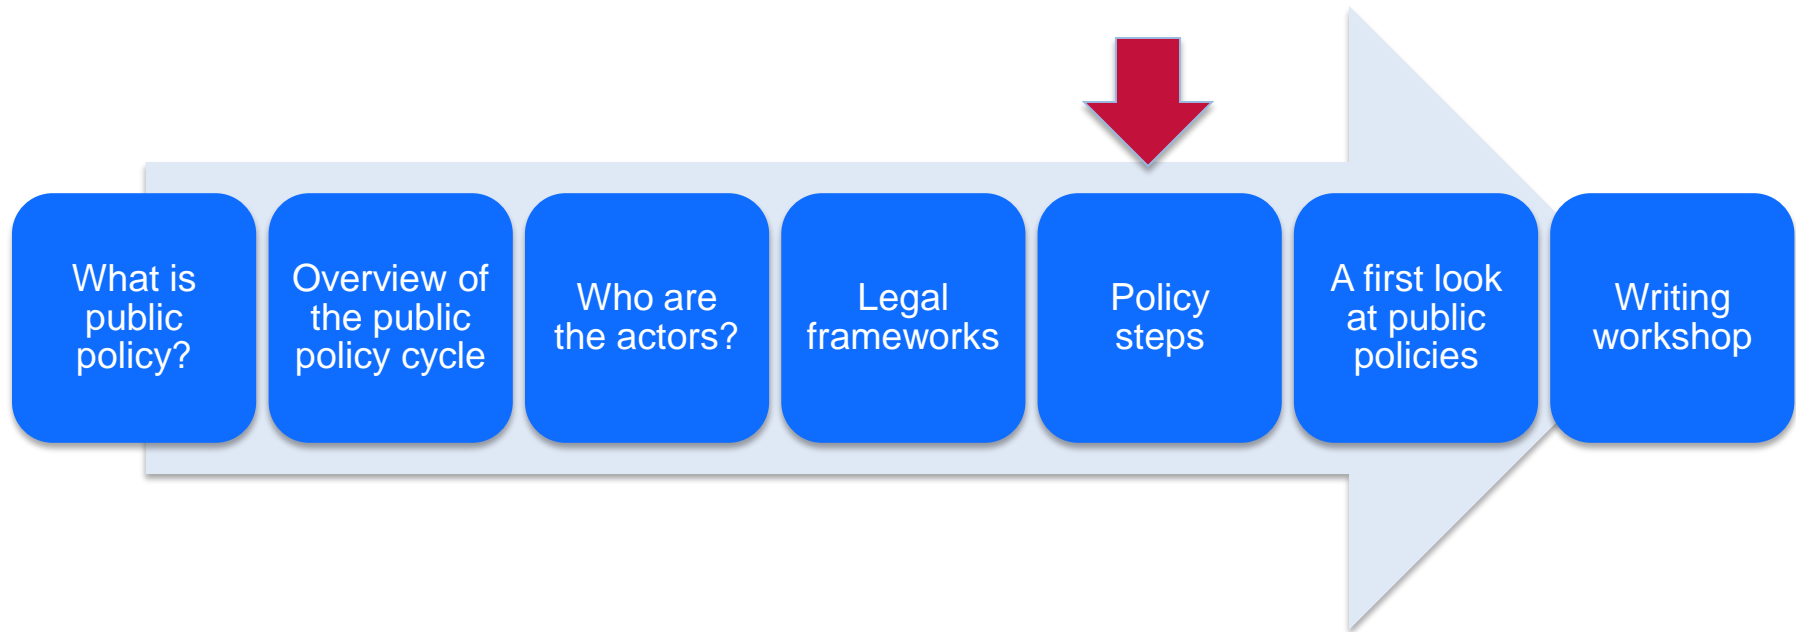 What is
public
policy?
Overview of
the public
policy cycle
Who are
the actors?
Legal
frameworks
Policy
steps
A first look
at public
policies
Writing
workshop